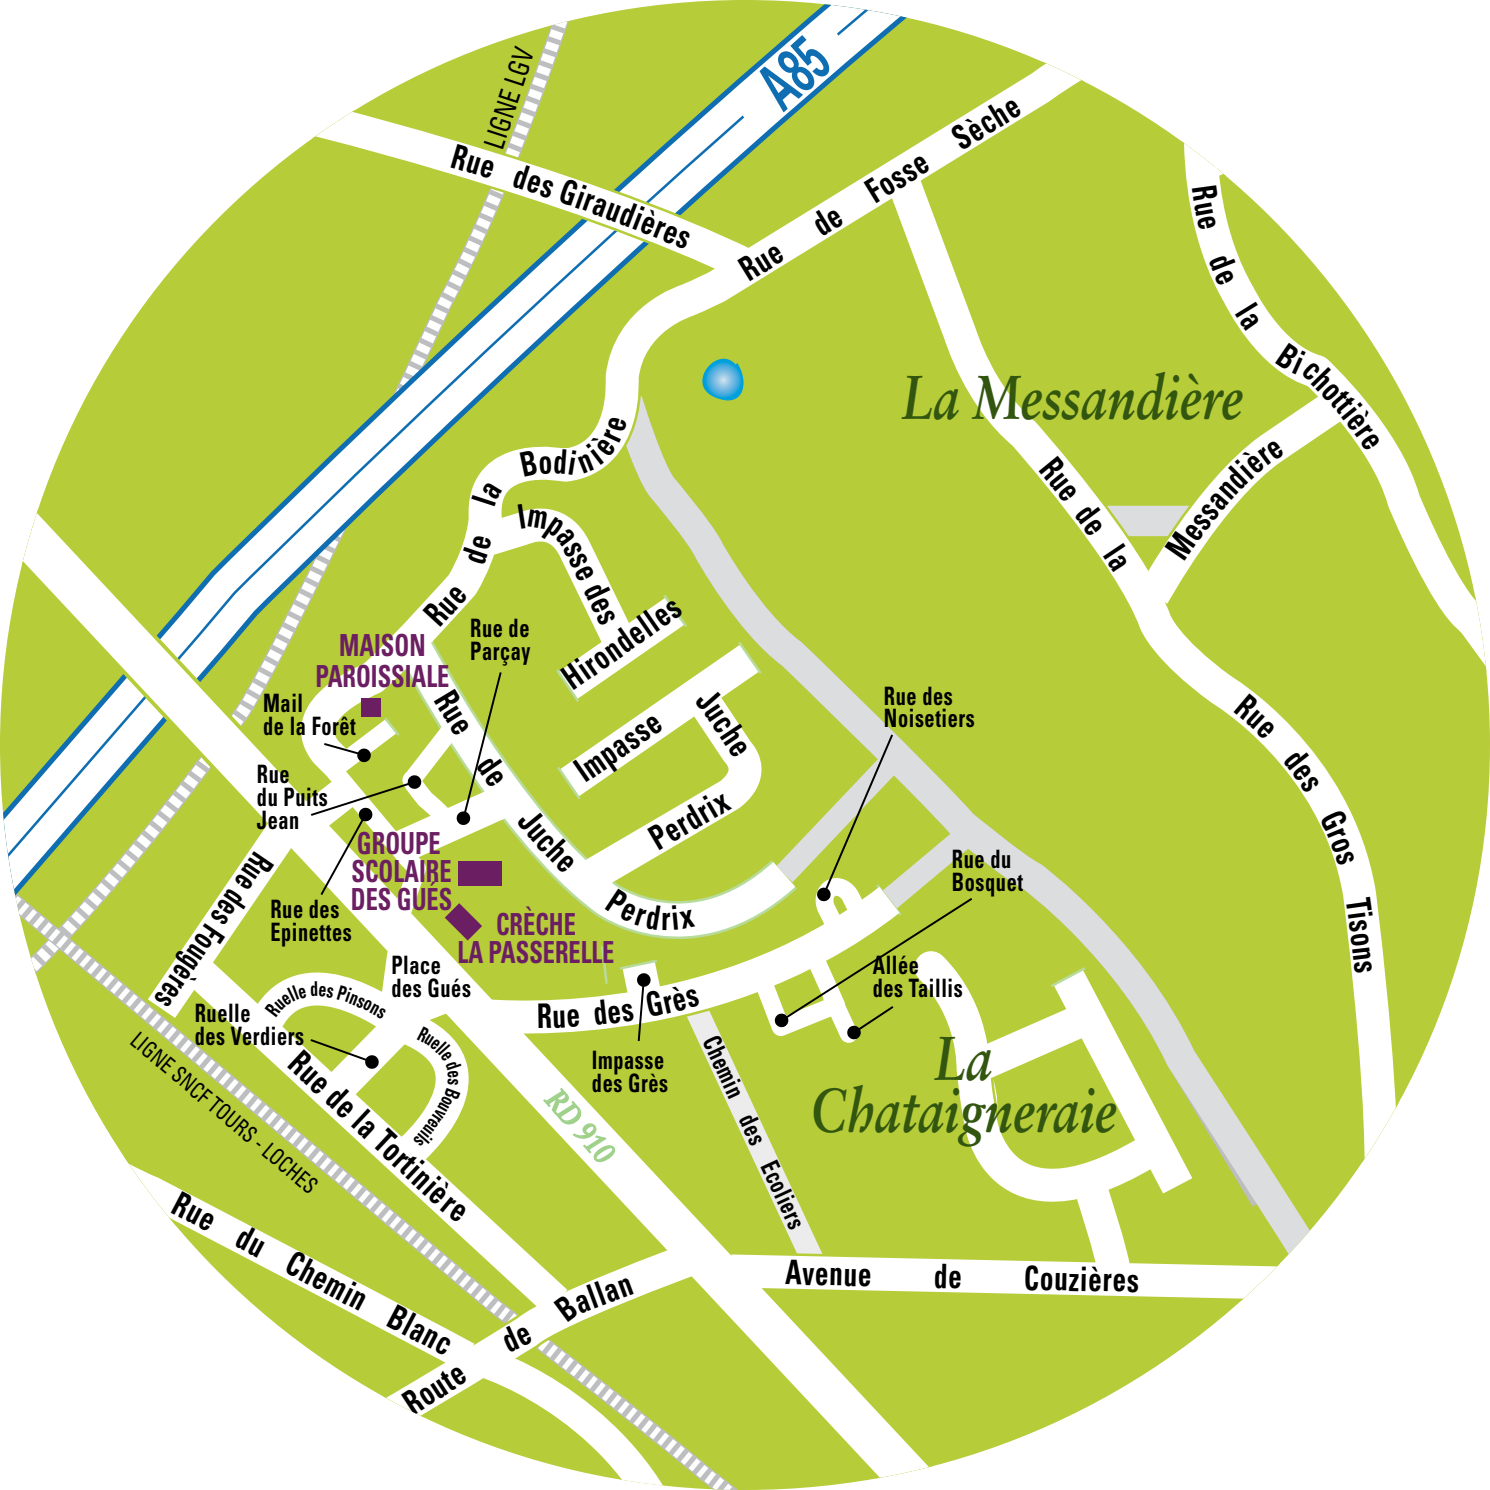 LIGNE LGV
A85
Rue des Giraudières
Rue de Fosse Sèche
Rue de la Bichottière
La Messandière
Rue de la Messandière
Rue de la Bodinière
Impasse des
Hirondelles
MAISON
PAROISSIALE
Rue de
Parçay
Mail
de la Forêt
Rue de Juche Perdrix
Impasse
Juche
Perdrix
Rue des
Noisetiers
Rue des Gros Tisons
Rue
du Puits
Jean
GROUPE
SCOLAIRE
DES GUÉS
Rue des Fougères
Rue des
Epinettes
CRÈCHE
LA PASSERELLE
Rue du
Bosquet
Place
des Gués
Allée
des Taillis
Ruelle des Pinsons
Ruelle
des Verdiers
Rue des Grès
Ruelle des Bouvreuils
Impasse
des Grès
Chemin des Ecoliers
La
Chataigneraie
LIGNE SNCF TOURS - LOCHES
Rue de la Tortinière
RD 910
Rue du Chemin Blanc
Route de Ballan
Avenue de Couzières